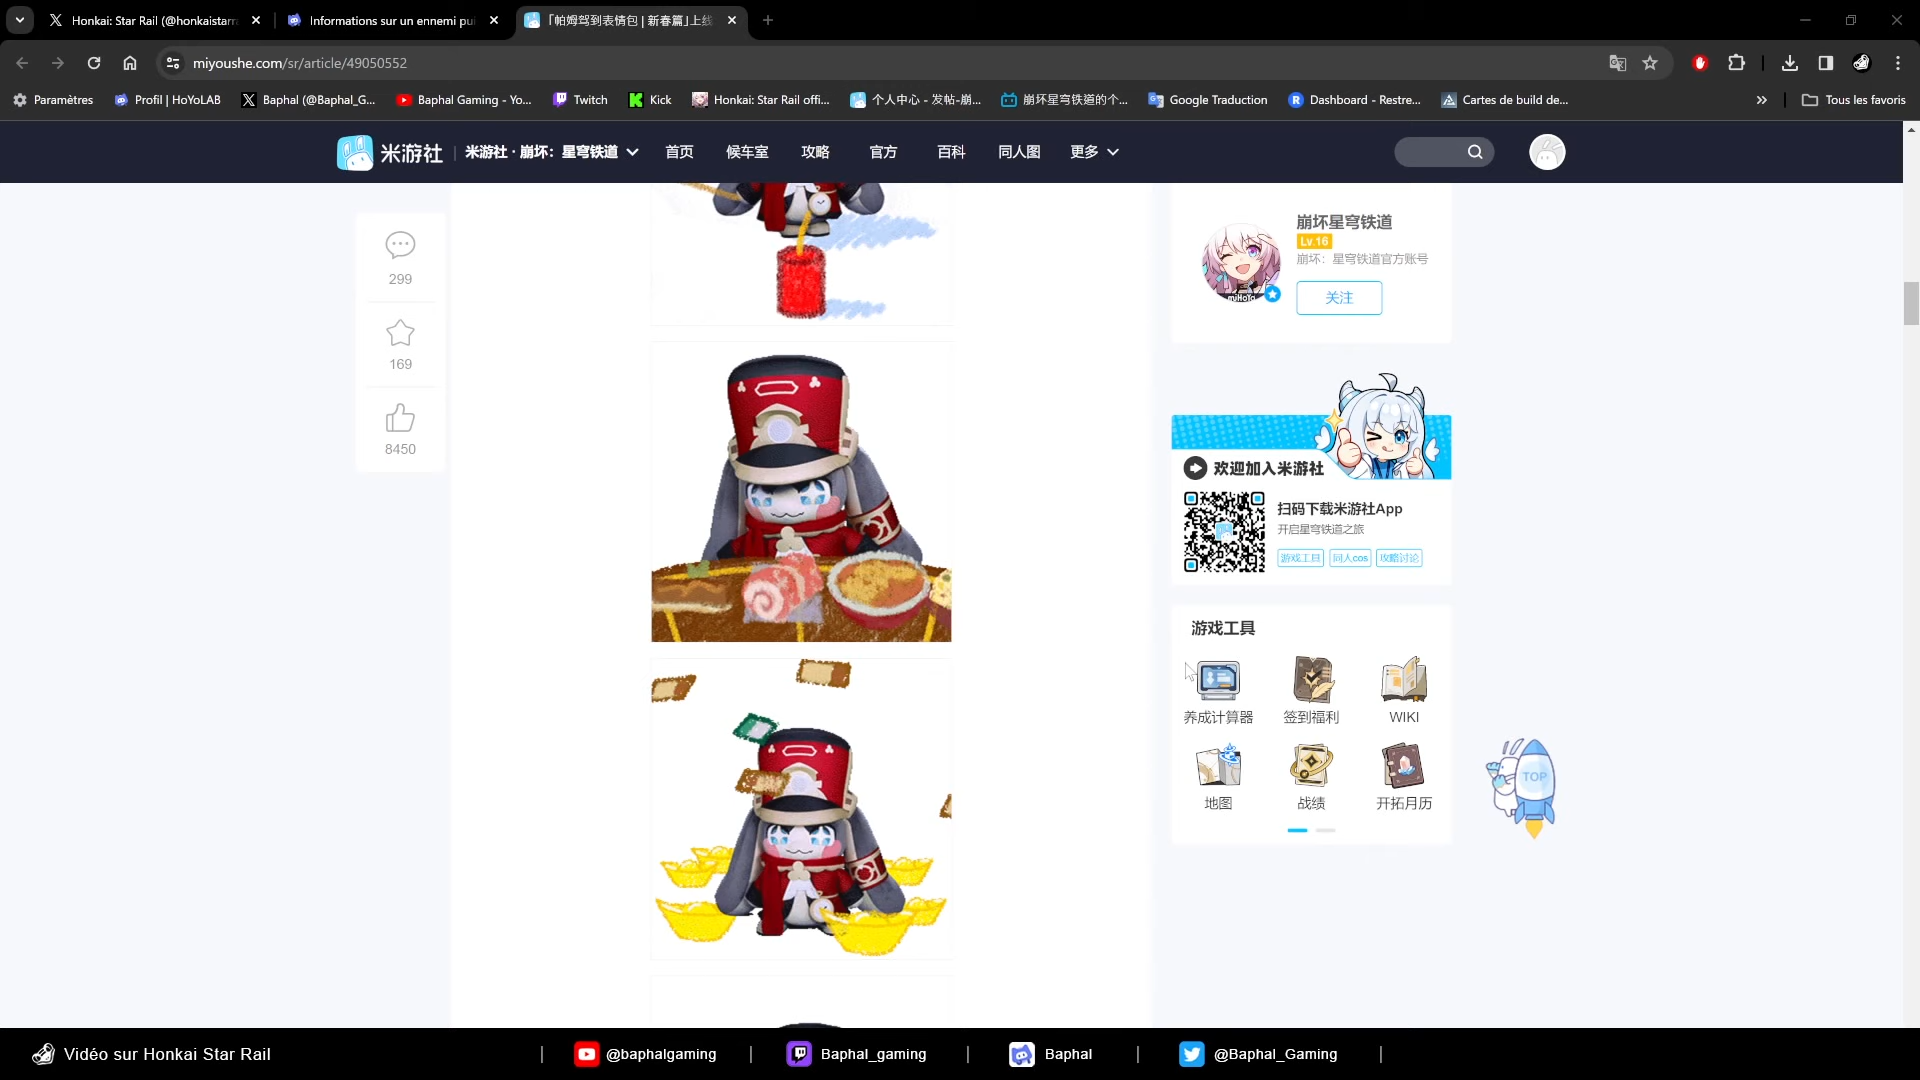 Honkai: Star Rail (@honkaistarra
Informations sur un ennemi pui
「帕姆驾到表情包 | 新春篇」上线
miyoushe.com/sr/article/49050552
Paramètres
Profil | HoYoLAB
Baphal (@Baphal_G...
Baphal Gaming - Yo...
Twitch
Kick
Honkai: Star Rail offi...
个人中心 - 发帖-崩...
崩坏星穹铁道的个...
Google Traduction
Dashboard - Restre...
Cartes de build de...
Tous les favoris
米游社
米游社 · 崩坏：星穹铁道
首页
候车室
攻略
官方
百科
同人图
更多
299
169
8450
崩坏星穹铁道
Lv.16
崩坏：星穹铁道官方账号
miHoYo
关注
欢迎加入米游社
扫码下载米游社App
开启星穹铁道之旅
游戏工具
同人cos
攻略讨论
游戏工具
养成计算器
签到福利
WIKI
地图
战绩
开拓月历
TOP
Vidéo sur Honkai Star Rail
@baphalgaming
Baphal_gaming
Baphal
@Baphal_Gaming